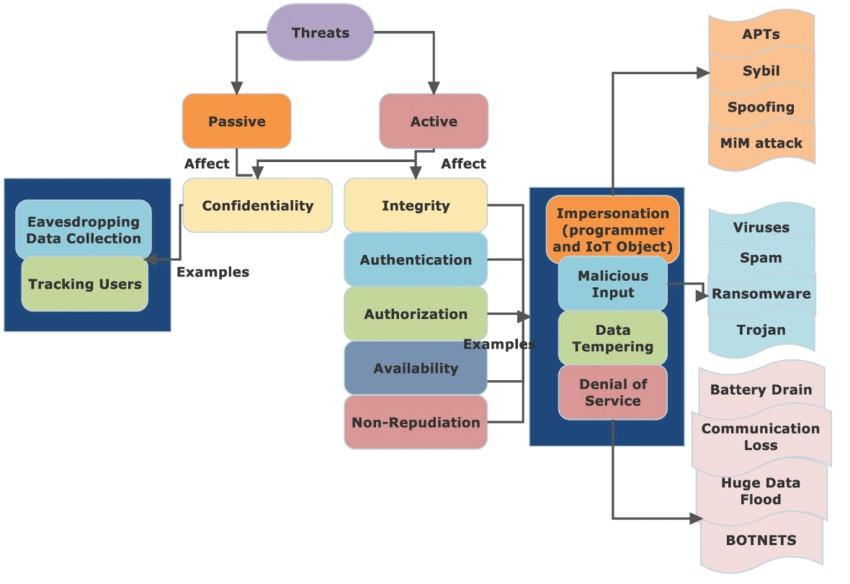 Threats
Passive
Active
Affect
Affect
Confidentiality
Integrity
Authentication
Authorization
Availability
Non-Repudiation
Eavesdropping
Data Collection
Tracking Users
Examples
Examples
Impersonation
(programmer
and IoT Object)
Malicious
Input
Data
Tempering
Denial of
Service
APTs
Sybil
Spoofing
MiM attack
Viruses
Spam
Ransomware
Trojan
Battery Drain
Communication
Loss
Huge Data
Flood
BOTNETS